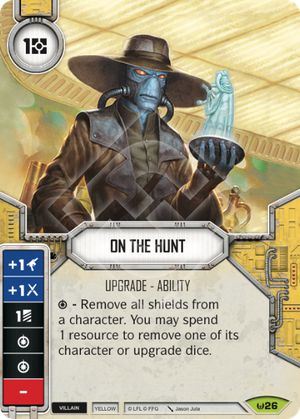 1
ON THE HUNT
UPGRADE - ABILITY
- Remove all shields from
a character. You may spend
1 resource to remove one of its
character or upgrade dice.
+1
+1
1
-
VILLAIN
YELLOW
© LFL © FFG
Jason Juta
26